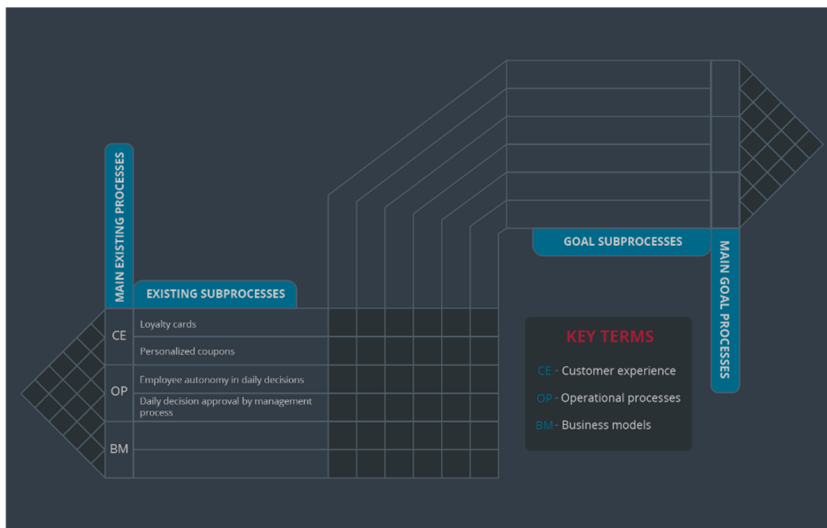 MAIN EXISTING PROCESSES
EXISTING SUBPROCESSES
CE
Loyalty cards
Personalized coupons
OP
Employee autonomy in daily decisions
Daily decision approval by management
process
BM
GOAL SUBPROCESSES
MAIN GOAL PROCESSES
KEY TERMS
CE - Customer experience
OP - Operational processes
BM - Business models